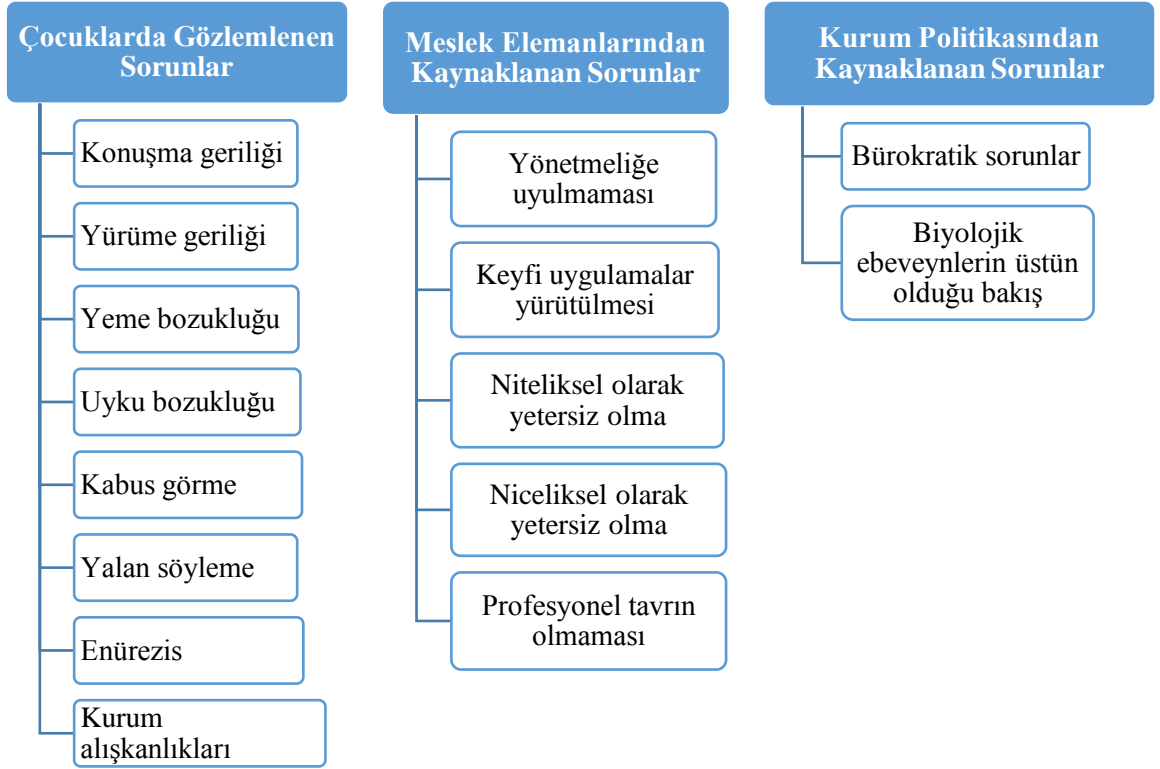 Çocuklarda Gözlemlenen
Sorunlar
Konuşma geriliği
Yürüme geriliği
Yeme bozukluğu
Uyku bozukluğu
Kabus görme
Yalan söyleme
Enürezis
Kurum
alışkanlıkları
Meslek Elemanlarından
Kaynaklanan Sorunlar
Yönetmeliğe
uyulmaması
Keyfi uygulamalar
yürütülmesi
Niteliksel olarak
yetersiz olma
Niceliksel olarak
yetersiz olma
Profesyonel tavrın
olmaması
Kurum Politikasından
Kaynaklanan Sorunlar
Bürokratik sorunlar
Biyolojik
ebeveynlerin üstün
olduğu bakış